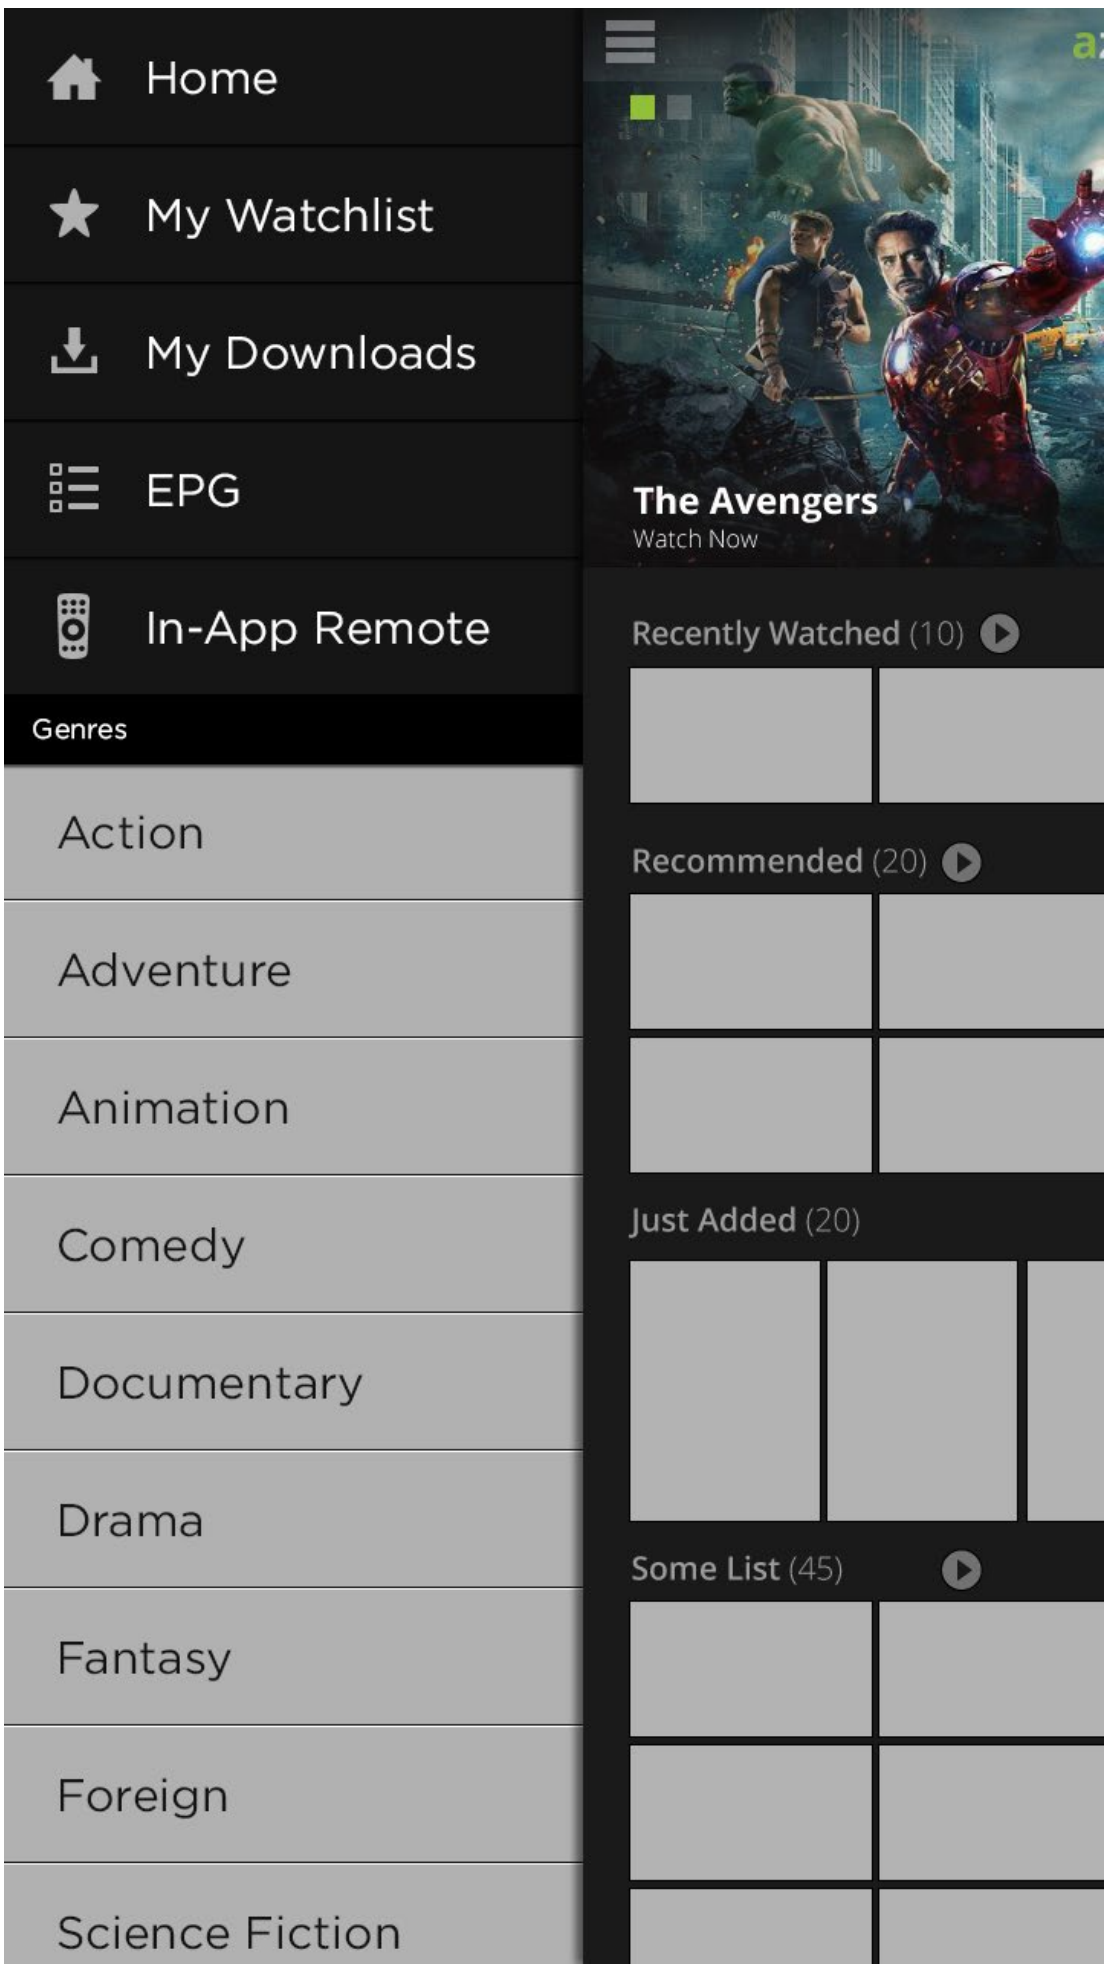 Home
My Watchlist
My Downloads
EPG
In-App Remote
Genres
Action
Adventure
Animation
Comedy
Documentary
Drama
Fantasy
Foreign
Science Fiction
The Avengers
Watch Now
Recently Watched (10)
Recommended (20)
Just Added (20)
Some List (45)